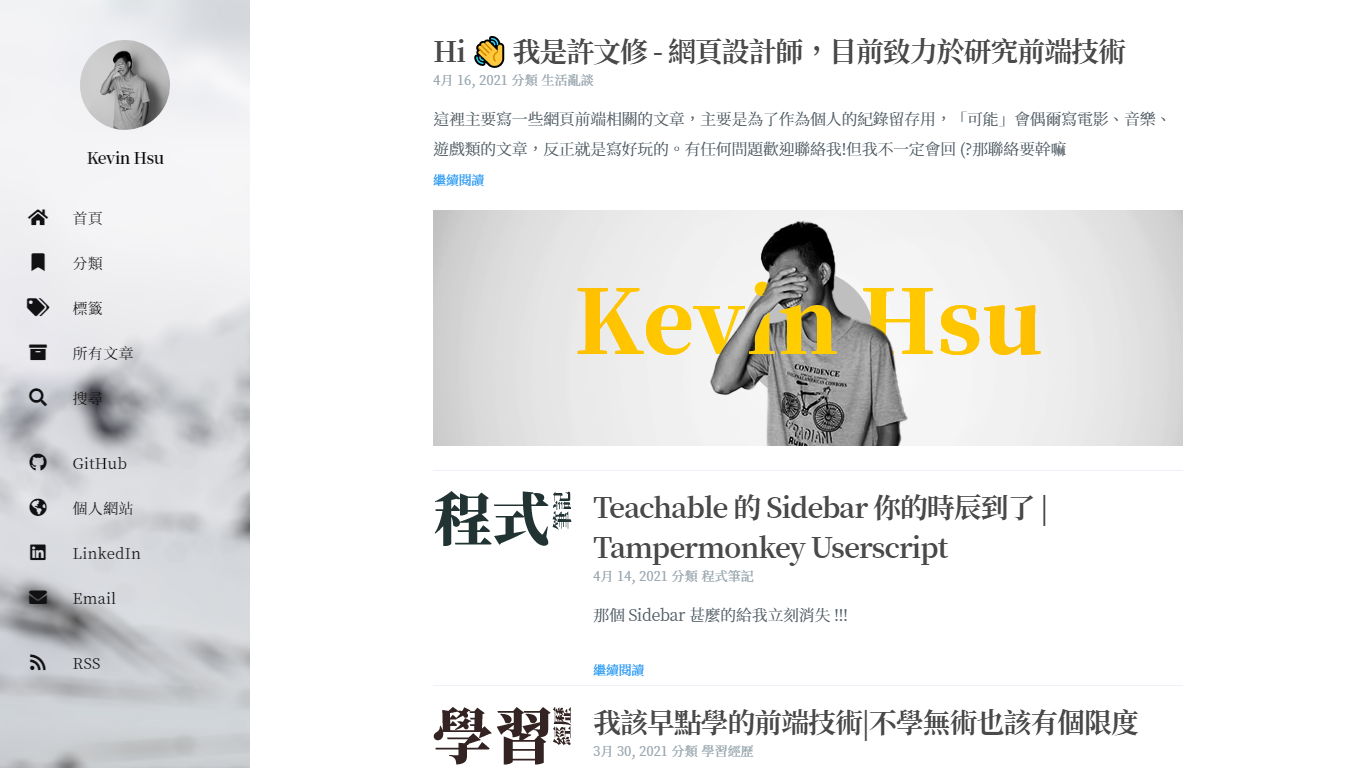 Kevin Hsu
首頁
分類
標籤
所有文章
搜尋
GitHub
個人網站
LinkedIn
Email
RSS
Hi 👋 我是許文修 - 網頁設計師，目前致力於研究前端技術
4月 16, 2021 分類 生活亂談
這裡主要寫一些網頁前端相關的文章，主要是為了作為個人的紀錄留存用，「可能」會偶爾寫電影、音樂、
遊戲類的文章，反正就是寫好玩的。有任何問題歡迎聯絡我!但我不一定會回 (?那聯絡要幹嘛
繼續閱讀
Kevin Hsu
CONFIDENCE
程式筆記
Teachable 的 Sidebar 你的時辰到了 |
Tampermonkey Userscript
4月 14, 2021 分類 程式筆記
那個 Sidebar 甚麼的給我立刻消失 !!!
繼續閱讀
學習經歷
我該早點學的前端技術|不學無術也該有個限度
3月 30, 2021 分類 學習經歷